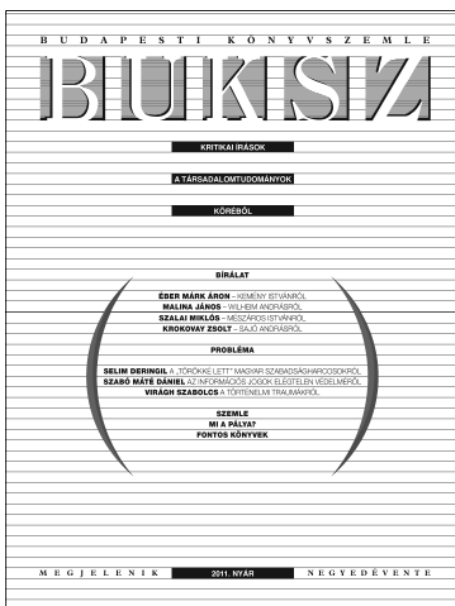 BUDAPESTI KÖNYVSZEMLE
BUKSZ
KRITIKAI ÍRÁSOK
A TÁRSADALOMTUDOMÁNYOK
KÖRÉBŐL
BÍRÁLAT
ÉBER MÁRK ÁRON – KEMÉNY ISTVÁNRÓL
MALINA JÁNOS – WILHEIM ANDRÁSRÓL
SZALAI MIKLÓS – MÉSZÁROS ISTVÁNRÓL
KROKOVAY ZSOLT – SAJÓ ANDRÁSRÓL
PROBLÉMA
SELIM DERINGIL A „TÖRÖKKÉ LETT” MAGYAR SZABADSÁGHARCOSOKRÓL
SZABÓ MÁTÉ DÁNIEL AZ INFORMÁCIÓS JOGOK ELÉGTELEN VÉDELMÉRŐL
VIRÁGH SZABOLCS A TÖRTÉNELMI TRAUMÁKRÓL
SZEMLE
MI A PÁLYA?
FONTOS KÖNYVEK
MEGJELENIK 2011. NYÁR NEGYEDÉVENTE